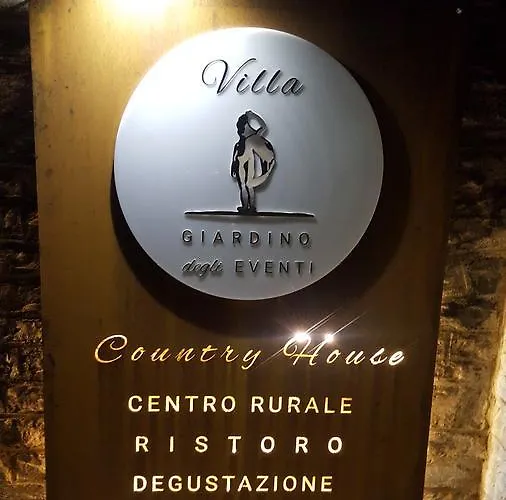 Villa
GIARDINO
degli EVENTI
Country House
CENTRO RURALE
RISTORO
DEGUSTAZIONE